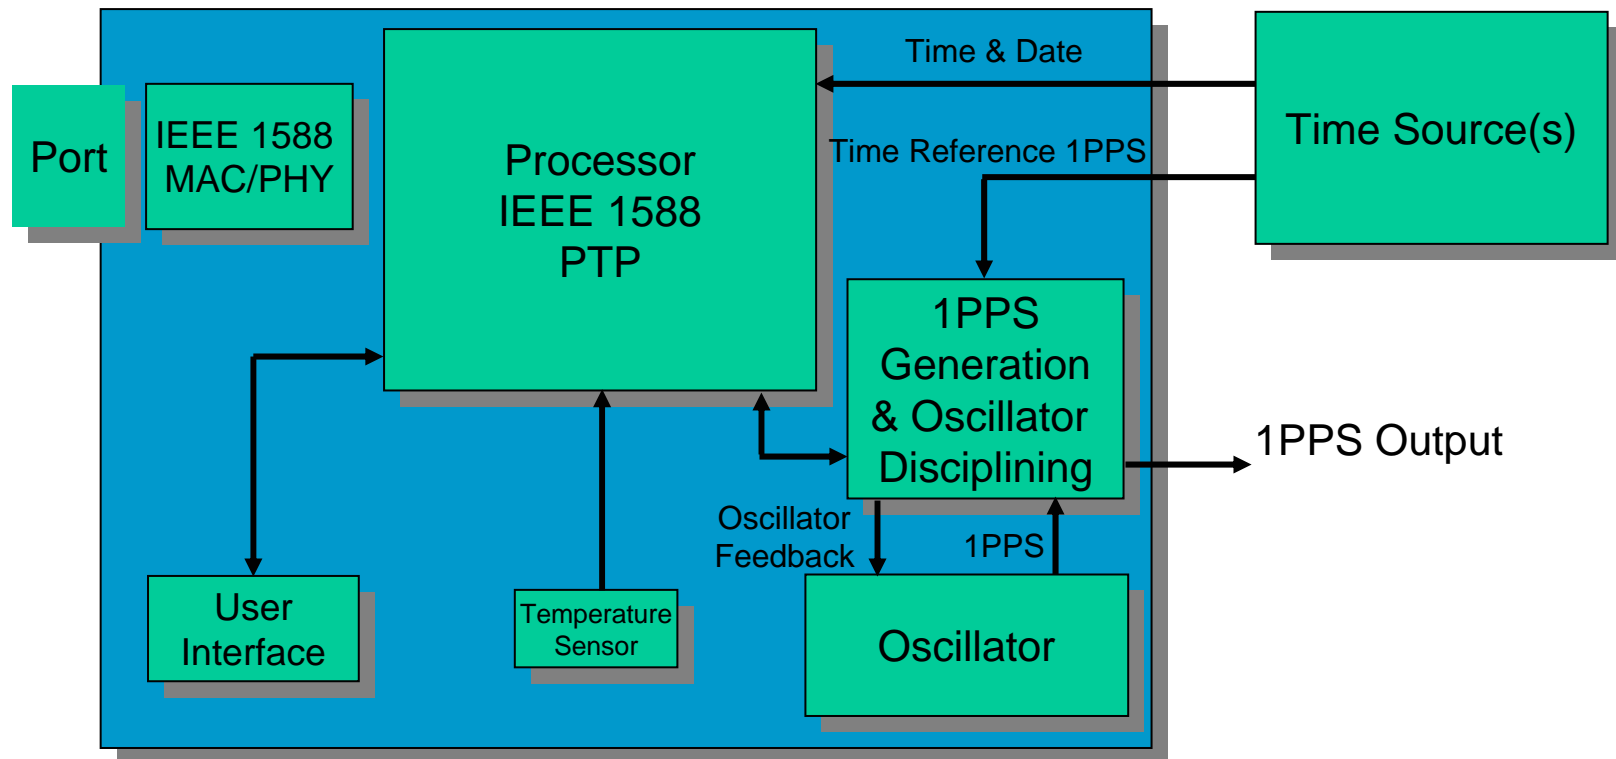 Port
IEEE 1588
MAC/PHY
Processor
IEEE 1588
PTP
Time & Date
Time Reference 1PPS
Time Source(s)
1PPS
Generation
& Oscillator
Disciplining
1PPS Output
Oscillator
Feedback
1PPS
User
Interface
Temperature
Sensor
Oscillator